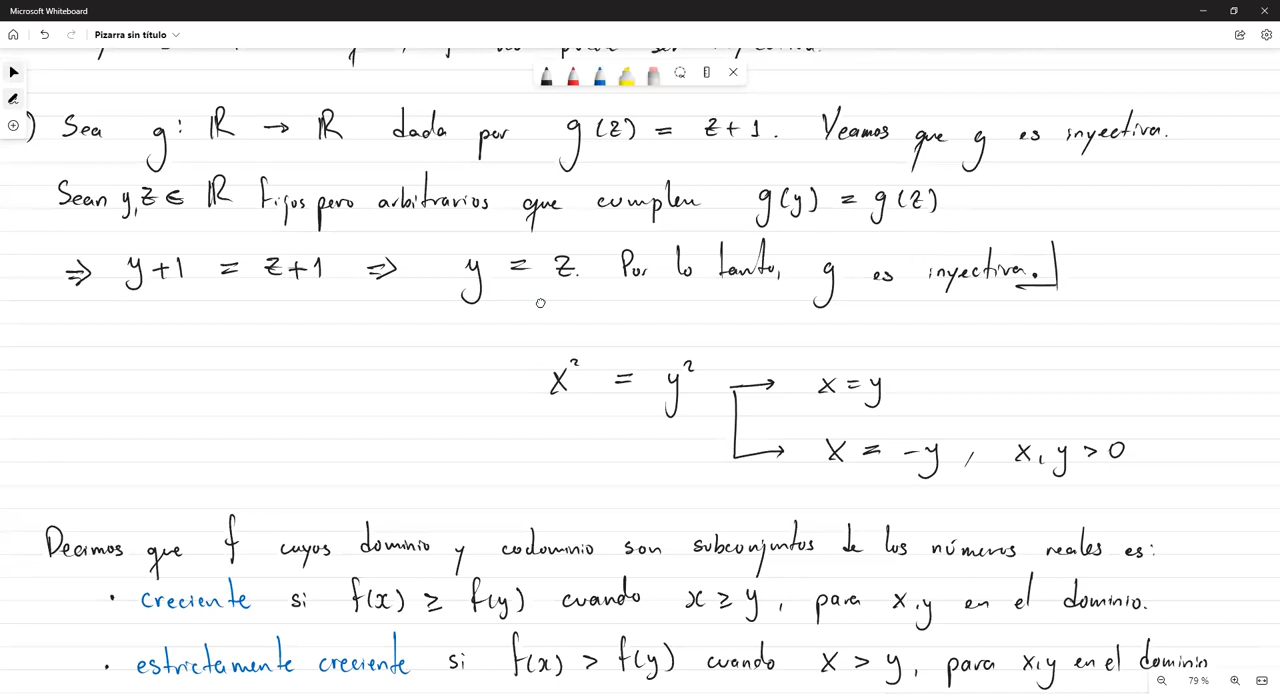 Microsoft Whiteboard
Pizarra sin título
) Sea g: ℝ → ℝ dada por g(z) = z+1. Veamos que g es inyectiva.
Sean y,z ∈ ℝ fijos pero arbitrarios que cumplen g(y) = g(z)
⇒ y+1 = z+1 ⇒ y = z. Por lo tanto, g es inyectiva.
x² = y² → x = y
→ x = -y, x,y > 0
Decimos que f cuyos dominio y codominio son subconjuntos de los números reales es:
· creciente si f(x) ≥ f(y) cuando x ≥ y, para x,y en el dominio.
· estrictamente creciente si f(x) > f(y) cuando x > y, para x,y en el dominio
79 %